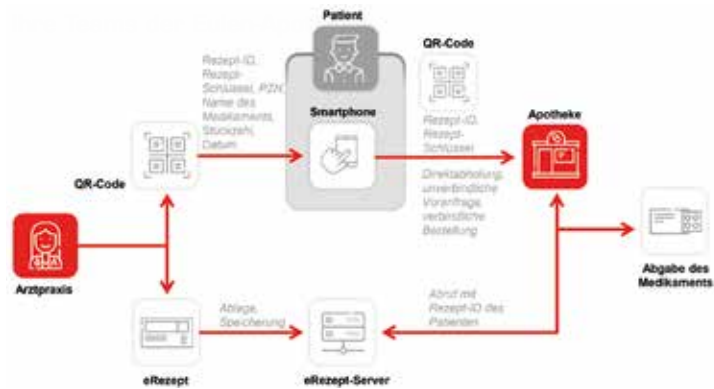 Patient
QR-Code
Rezept-ID,
Rezept-
Schlüssel, PZN,
Name des
Medikaments,
Stückzahl,
Datum
Smartphone
Rezept-ID,
Rezept-
Schlüssel
Direktabholung,
unverbindliche
Voranfrage,
verbindliche
Bestellung
Apotheke
QR-Code
Arztpraxis
Abgabe des
Medikaments
Ablage,
Speicherung
Abruf mit
Rezept-ID des
Patienten
eRezept
eRezept-Server